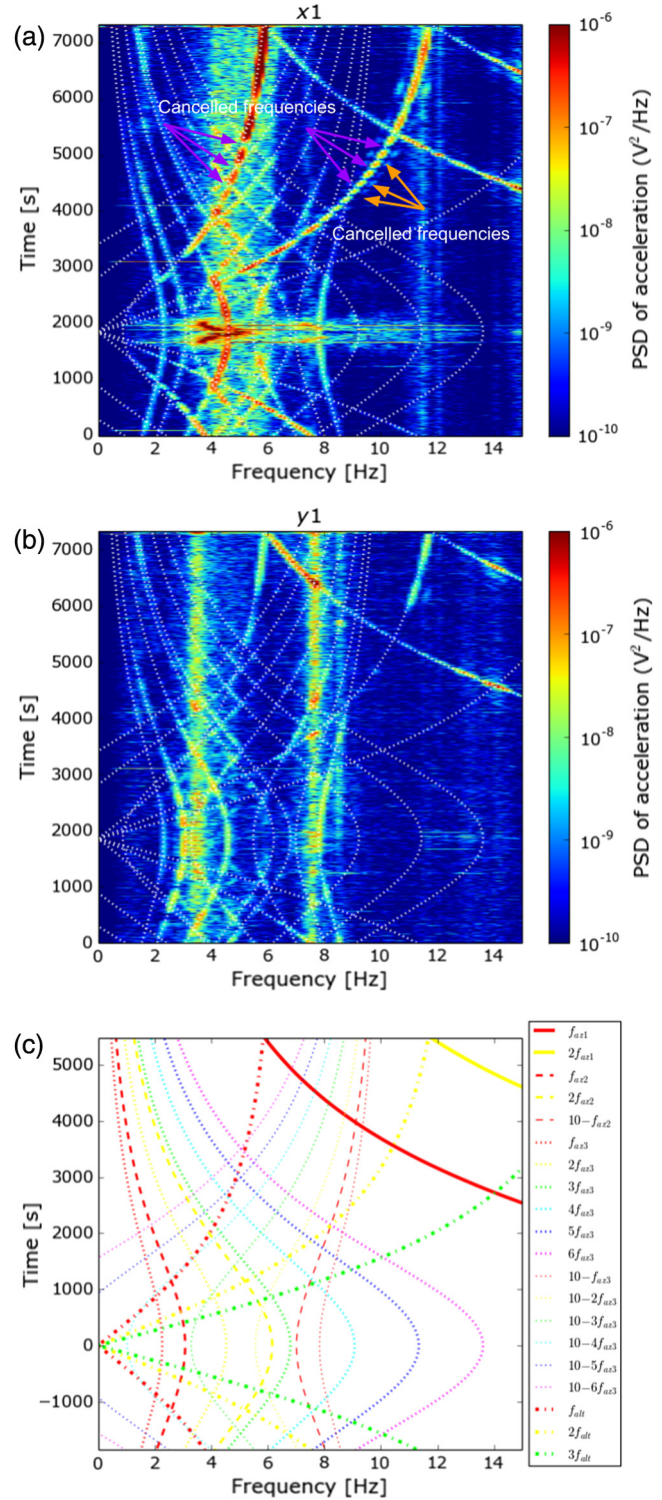 (a)
x1
7000
6000
5000
4000
3000
2000
1000
0
Time [s]
Cancelled frequencies
Cancelled frequencies
0 2 4 6 8 10 12 14
Frequency [Hz]
10⁻⁶
10⁻⁷
10⁻⁸
10⁻⁹
10⁻¹⁰
PSD of acceleration (V²/Hz)
(b)
y1
7000
6000
5000
4000
3000
2000
1000
0
Time [s]
0 2 4 6 8 10 12 14
Frequency [Hz]
10⁻⁶
10⁻⁷
10⁻⁸
10⁻⁹
10⁻¹⁰
PSD of acceleration (V²/Hz)
(c)
5000
4000
3000
2000
1000
0
−1000
Time [s]
0 2 4 6 8 10 12 14
Frequency [Hz]
f_az1
2f_az1
f_az2
2f_az2
10−f_az2
f_az3
2f_az3
3f_az3
4f_az3
5f_az3
6f_az3
10−f_az3
10−2f_az3
10−3f_az3
10−4f_az3
10−5f_az3
10−6f_az3
f_alt
2f_alt
3f_alt